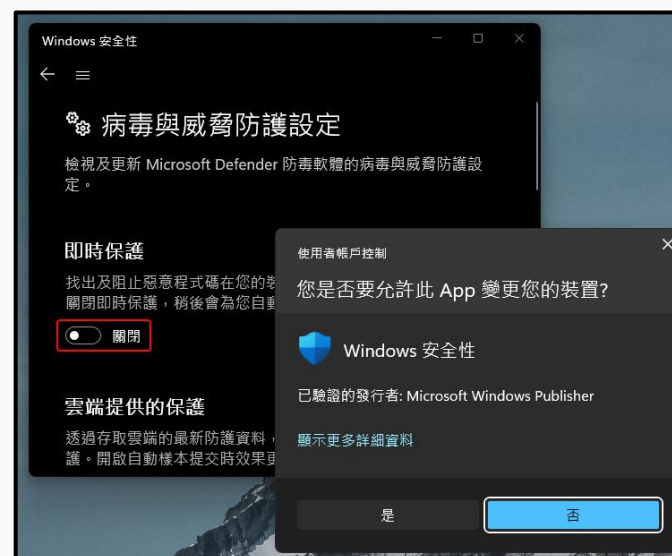 Windows 安全性
病毒與威脅防護設定
檢視及更新 Microsoft Defender 防毒軟體的病毒與威脅防護設
定。
即時保護
找出及阻止惡意程式碼在您的裝
關閉即時保護，稍後會為您自動
關閉
雲端提供的保護
透過存取雲端的最新防護資料，
護。開啟自動樣本提交時效果更
使用者帳戶控制
您是否要允許此 App 變更您的裝置?
Windows 安全性
已驗證的發行者: Microsoft Windows Publisher
顯示更多詳細資料
是
否